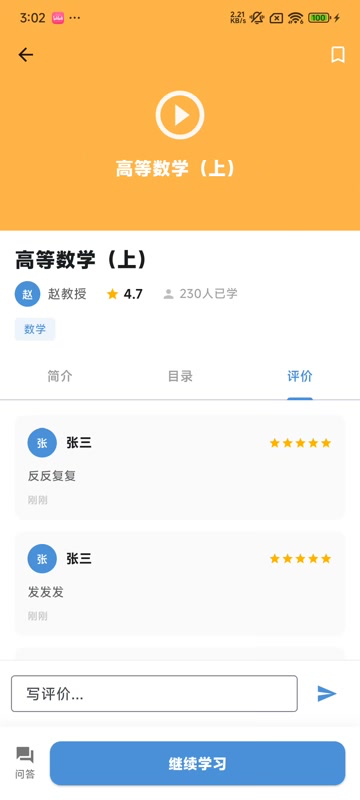 3:02
2.21
KB/s
100
高等数学（上）
高等数学（上）
赵 赵教授 4.7 230人已学
数学
简介 目录 评价
张 张三
反反复复
刚刚
张 张三
发发发
刚刚
写评价...
问答
继续学习